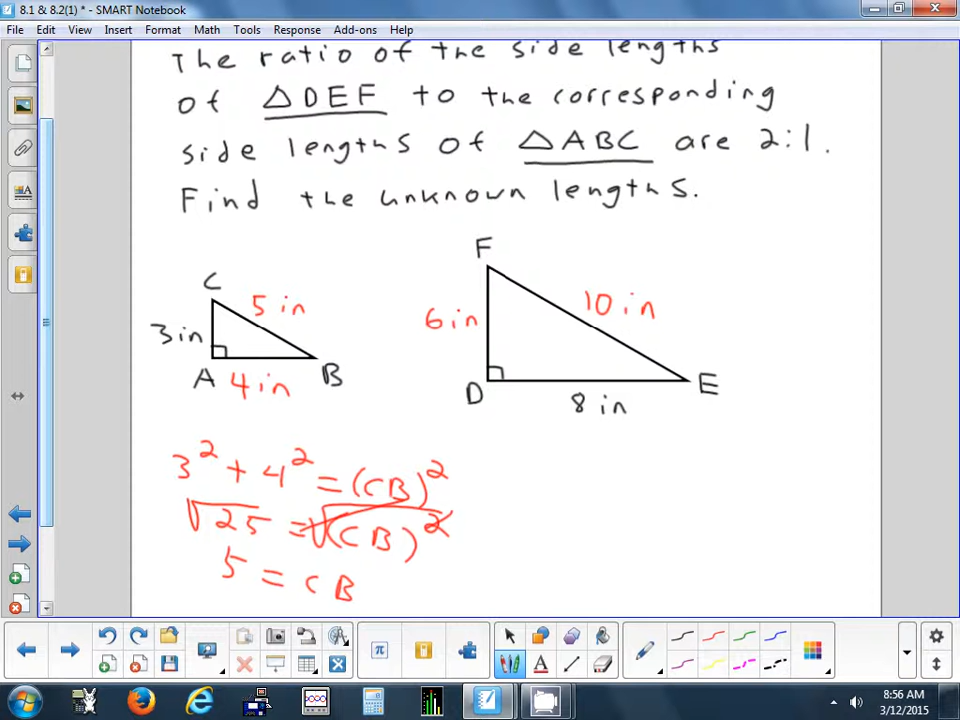 8.1 & 8.2(1) * - SMART Notebook
File Edit View Insert Format Math Tools Response Add-ons Help
The ratio of the side lengths
of △DEF to the corresponding
side lengths of △ABC are 2:1.
Find the unknown lengths.
F
C
5 in
10 in
6 in
3 in
A
B
4 in
D
E
8 in
3² + 4² = (CB)²
√25 = √(CB)²
5 = CB
8:56 AM
3/12/2015